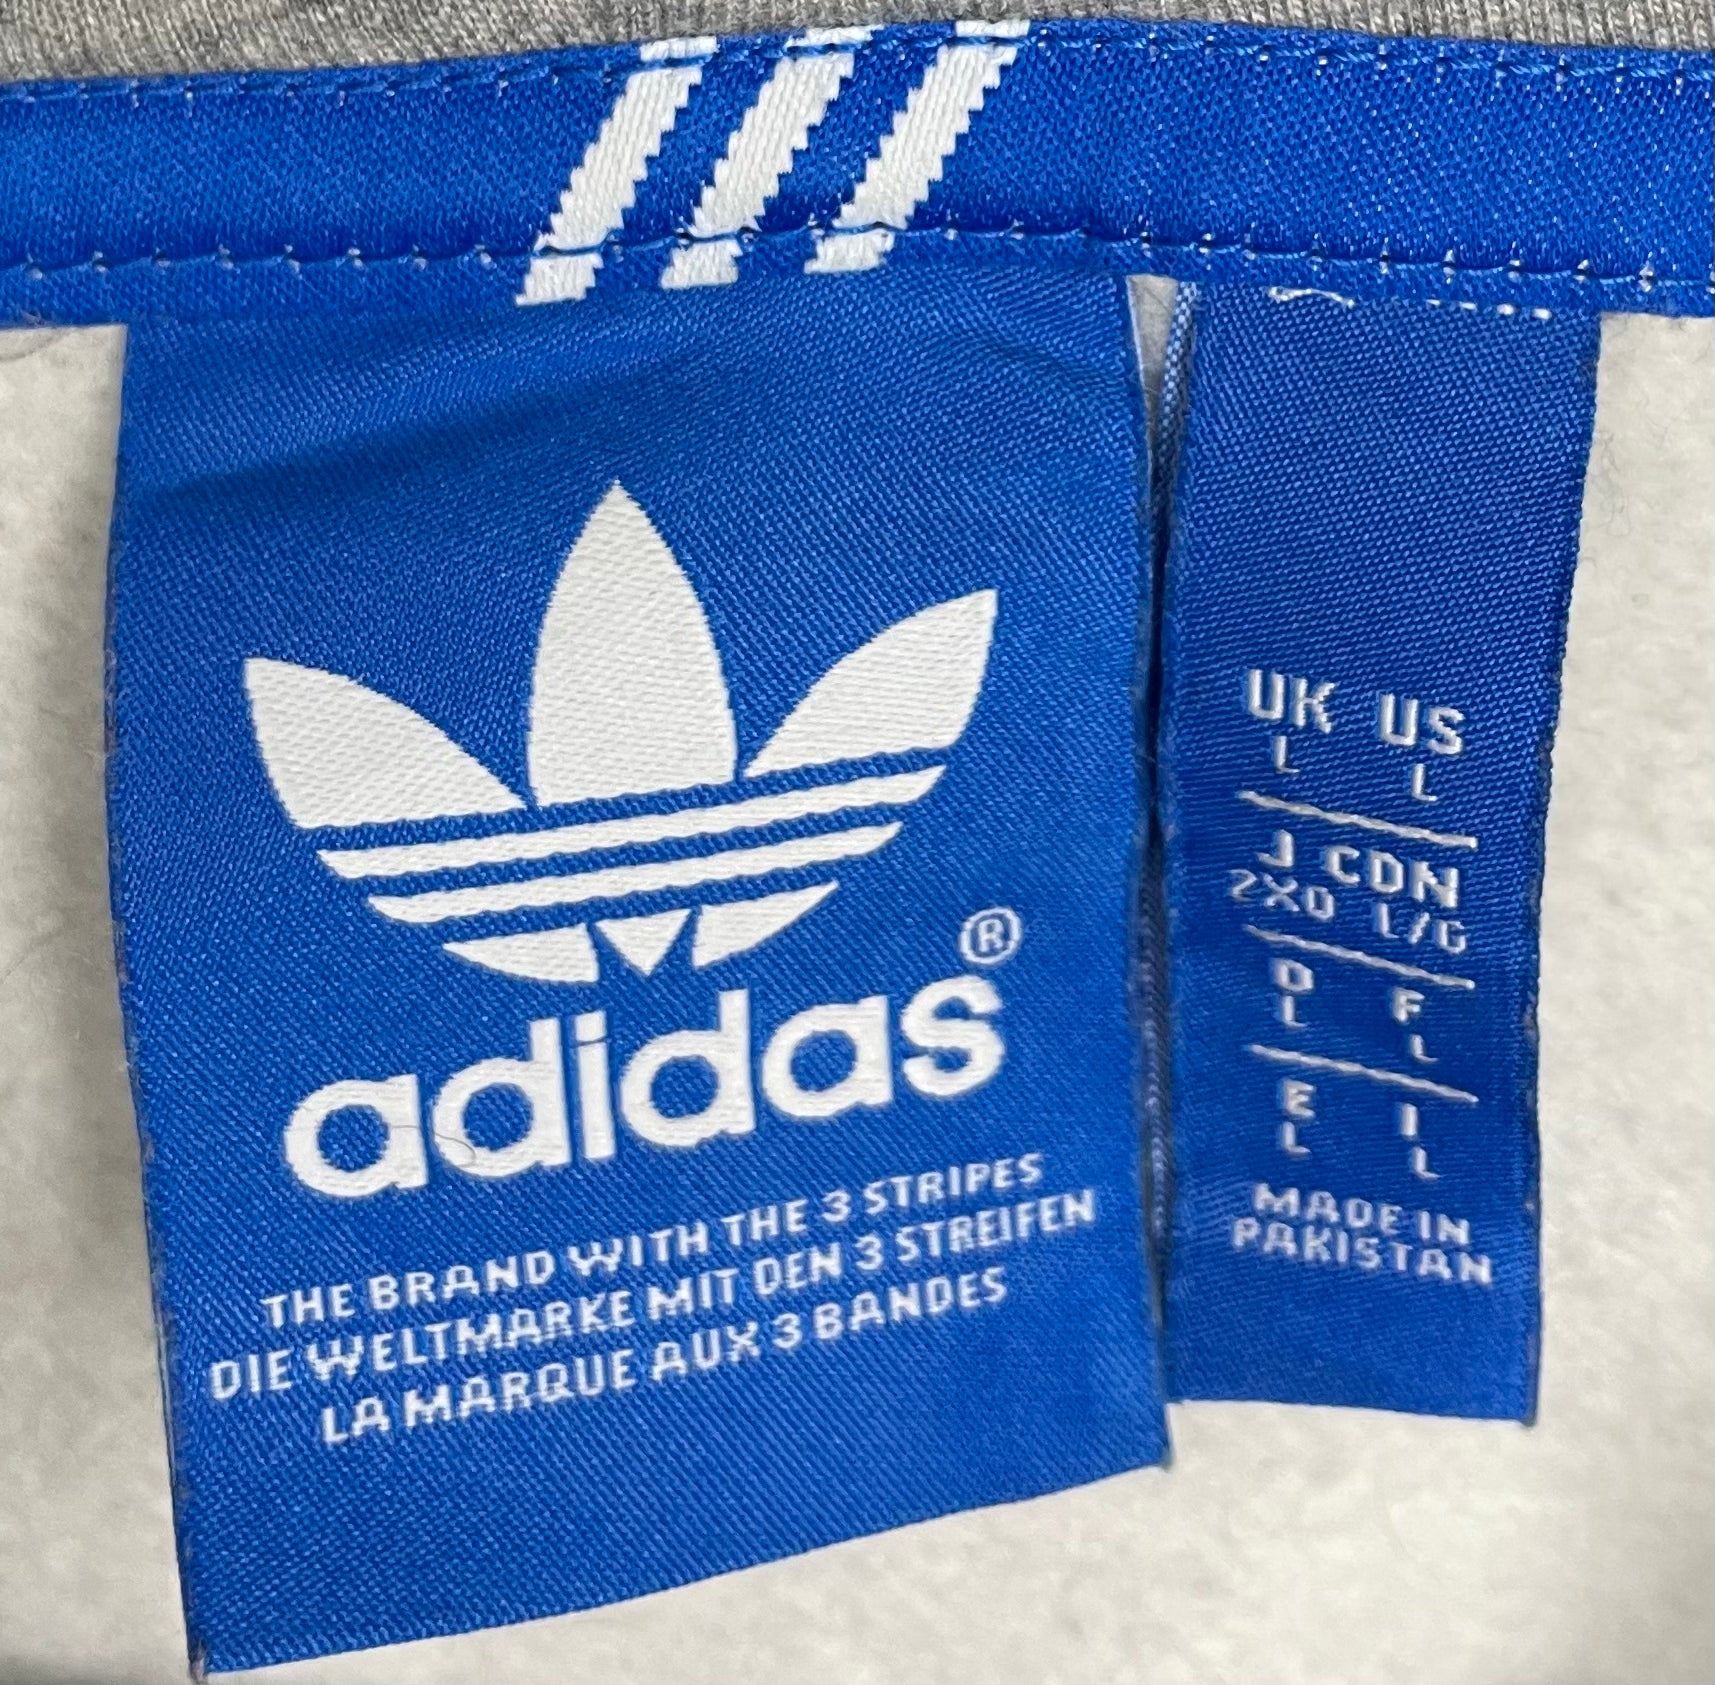 adidas®
THE BRAND WITH THE 3 STRIPES
DIE WELTMARKE MIT DEN 3 STREIFEN
LA MARQUE AUX 3 BANDES
UK US
L L
J CDN
2XO L/G
D F
L L
E I
L L
MADE IN
PAKISTAN